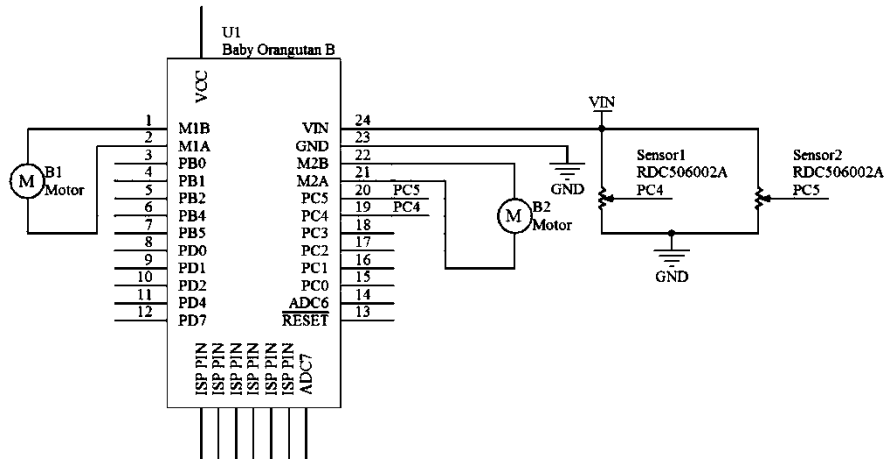 U1
Baby Orangutan B
VCC
1 M1B
2 M1A
3 PB0
4 PB1
5 PB2
6 PB4
7 PB5
8 PD0
9 PD1
10 PD2
11 PD4
12 PD7
VIN 24
GND 23
M2B 22
M2A 21
PC5 20 PC5
PC4 19 PC4
PC3 18
PC2 17
PC1 16
PC0 15
ADC6 14
RESET 13
ISP PIN
ISP PIN
ISP PIN
ISP PIN
ISP PIN
ISP PIN
ADC7
M
B1
Motor
M
B2
Motor
GND
VIN
Sensor1
RDC506002A
PC4
Sensor2
RDC506002A
PC5
GND